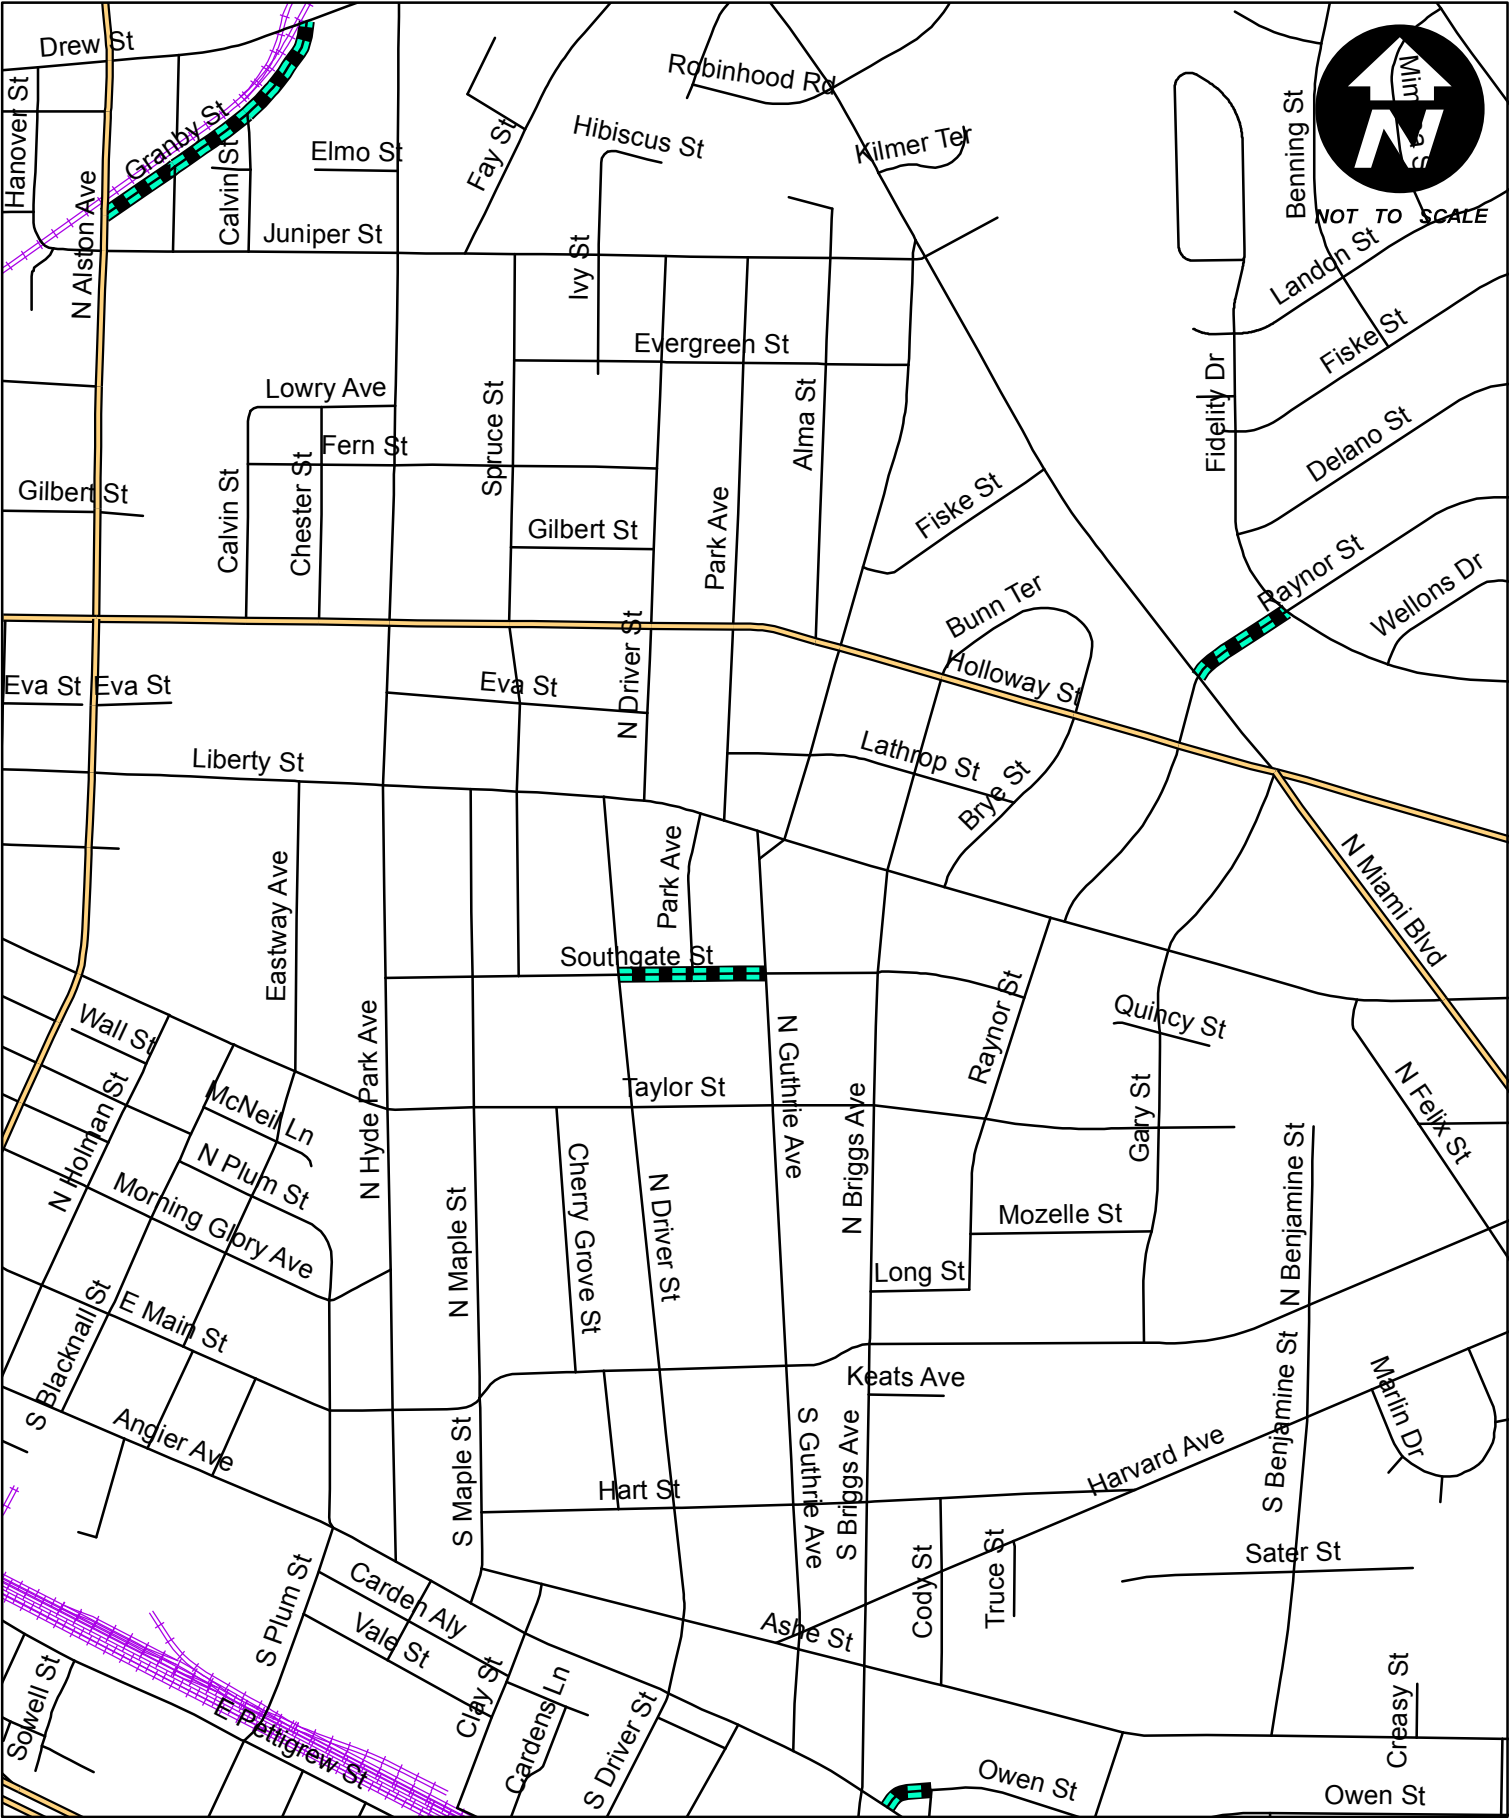 Drew St
Robinhood Rd
Hanover St
Granby St
Benning St
N
Fay St
Hibiscus St
Kilmer Ter
Elmo St
Calvin St
Juniper St
N Alston Ave
Ivy St
NOT TO SCALE
Landon St
Evergreen St
Fiske St
Lowry Ave
Spruce St
Alma St
Fidelity Dr
Fern St
Delano St
Gilbert St
Calvin St
Chester St
Gilbert St
Park Ave
Fiske St
Raynor St
Wellons Dr
Bunn Ter
N Driver St
Holloway St
Eva St
Eva St
Eva St
Liberty St
Lathrop St
Brye St
N Miami Blvd
Park Ave
Eastway Ave
Southgate St
Wall St
N Hyde Park Ave
N Guthrie Ave
Raynor St
Quincy St
McNeil Ln
Taylor St
N Holman St
N Briggs Ave
Gary St
N Felix St
N Plum St
Morning Glory Ave
Cherry Grove St
N Driver St
N Maple St
Mozelle St
N Benjamine St
Long St
E Main St
S Blacknall St
Keats Ave
Marlin Dr
Angier Ave
S Maple St
S Guthrie Ave
S Briggs Ave
Harvard Ave
S Benjamine St
Hart St
Sater St
Carden Aly
S Plum St
Vale St
Ashe St
Cody St
Truce St
Sowell St
E Pettigrew St
Clay St
Cardens Ln
S Driver St
Creasy St
Owen St
Owen St